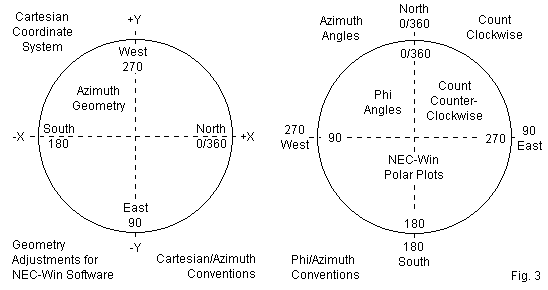 Cartesian
Coordinate
System
+Y
West
270
Azimuth
Geometry
-X
South
180
North
0/360
+X
East
90
-Y
Geometry
Adjustments for
NEC-Win Software
Cartesian/Azimuth
Conventions
Azimuth
Angles
North
0/360
Count
Clockwise
0/360
Phi
Angles
Count
Counter-
Clockwise
270
West
90
270
90
East
NEC-Win
Polar Plots
180
180
South
Phi/Azimuth
Conventions
Fig. 3